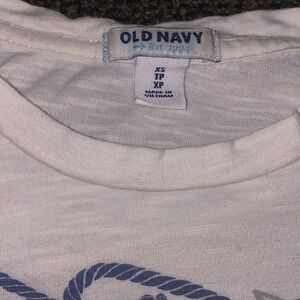 OLD NAVY
Est. 1994
XS
TP
XP
MADE IN
VIETNAM